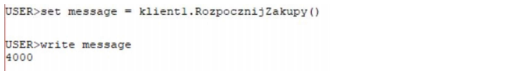 USER>set message = klient1.RozpocznijZakupy()
USER>write message
4000